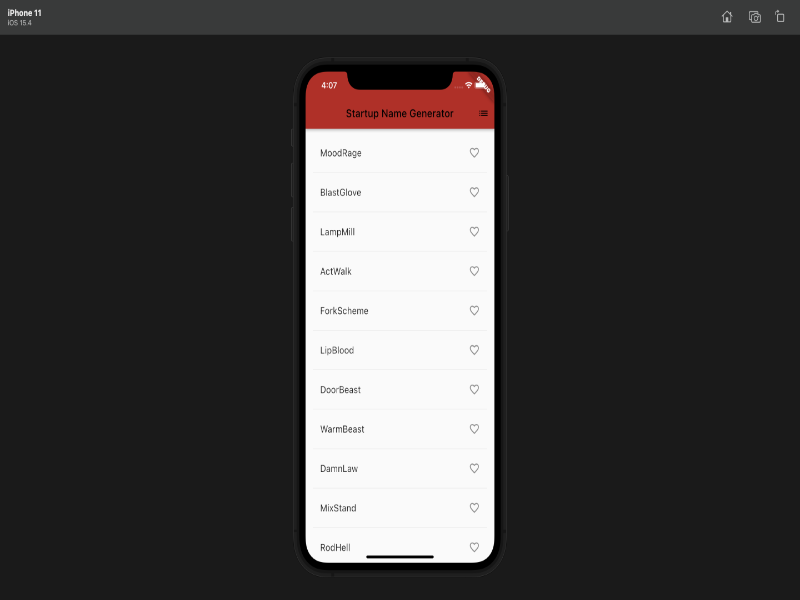 iPhone 11
iOS 15.4
4:07
DEBUG
Startup Name Generator
MoodRage
BlastGlove
LampMill
ActWalk
ForkScheme
LipBlood
DoorBeast
WarmBeast
DamnLaw
MixStand
RodHell